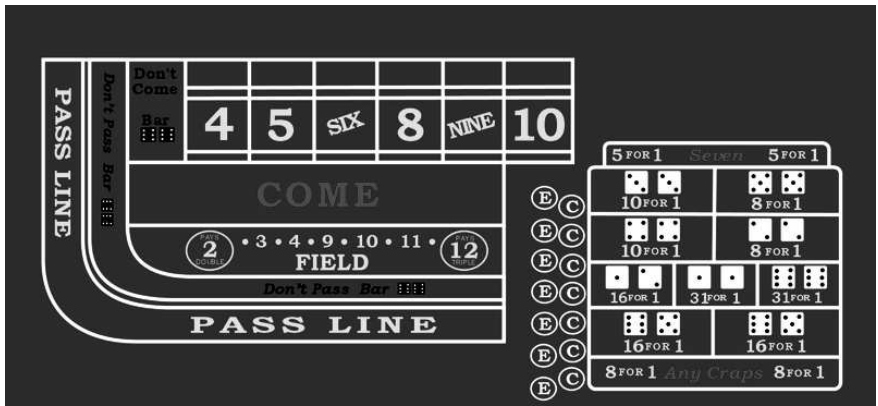 PASS LINE
Don't Pass Bar
Don't
Come
Bar
4 5 SIX 8 NINE 10
COME
PAYS
2
DOUBLE
• 3 • 4 • 9 • 10 • 11 •
FIELD
PAYS
12
TRIPLE
Don't Pass Bar
PASS LINE
E C
E C
E C
E C
E C
E C
E C
5 FOR 1 Seven 5 FOR 1
10 FOR 1 8 FOR 1
10 FOR 1 8 FOR 1
16 FOR 1 31 FOR 1 31 FOR 1
16 FOR 1 16 FOR 1
8 FOR 1 Any Craps 8 FOR 1